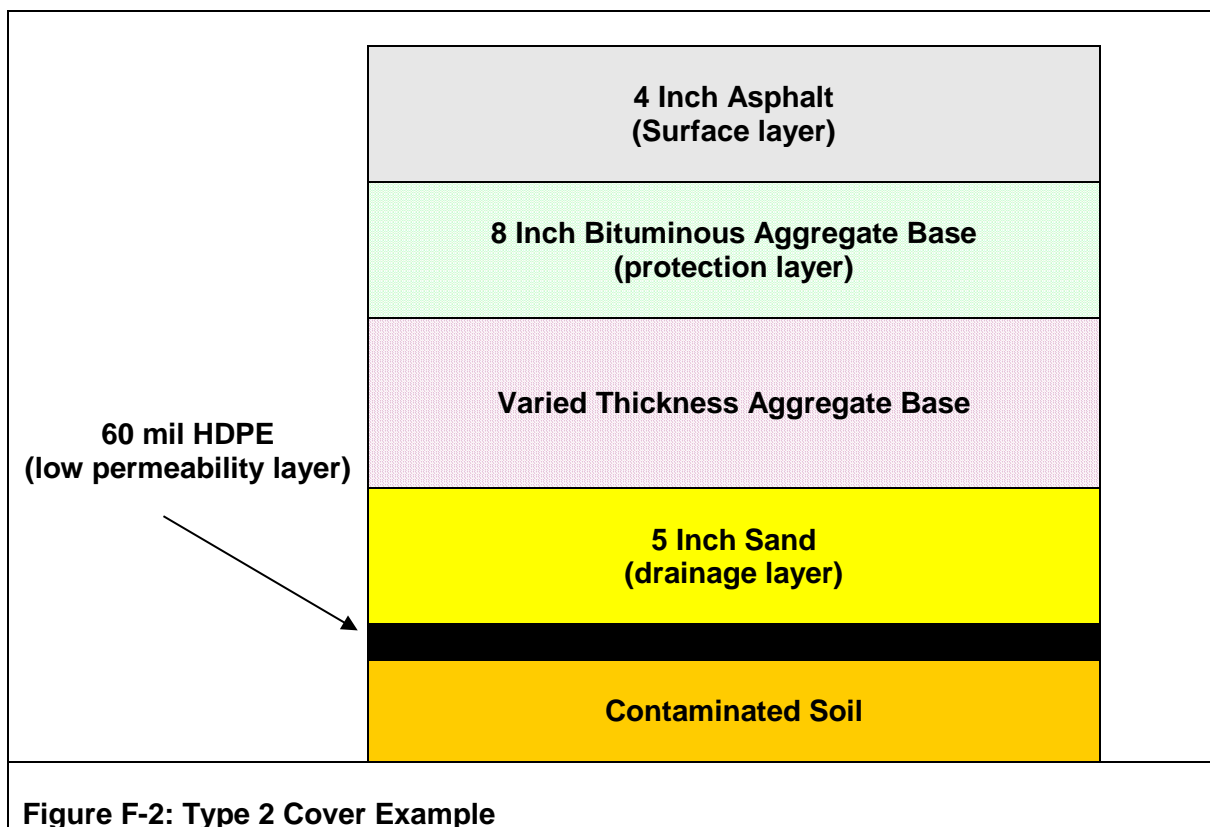 4 Inch Asphalt
(Surface layer)
8 Inch Bituminous Aggregate Base
(protection layer)
Varied Thickness Aggregate Base
60 mil HDPE
(low permeability layer)
5 Inch Sand
(drainage layer)
Contaminated Soil
Figure F-2: Type 2 Cover Example